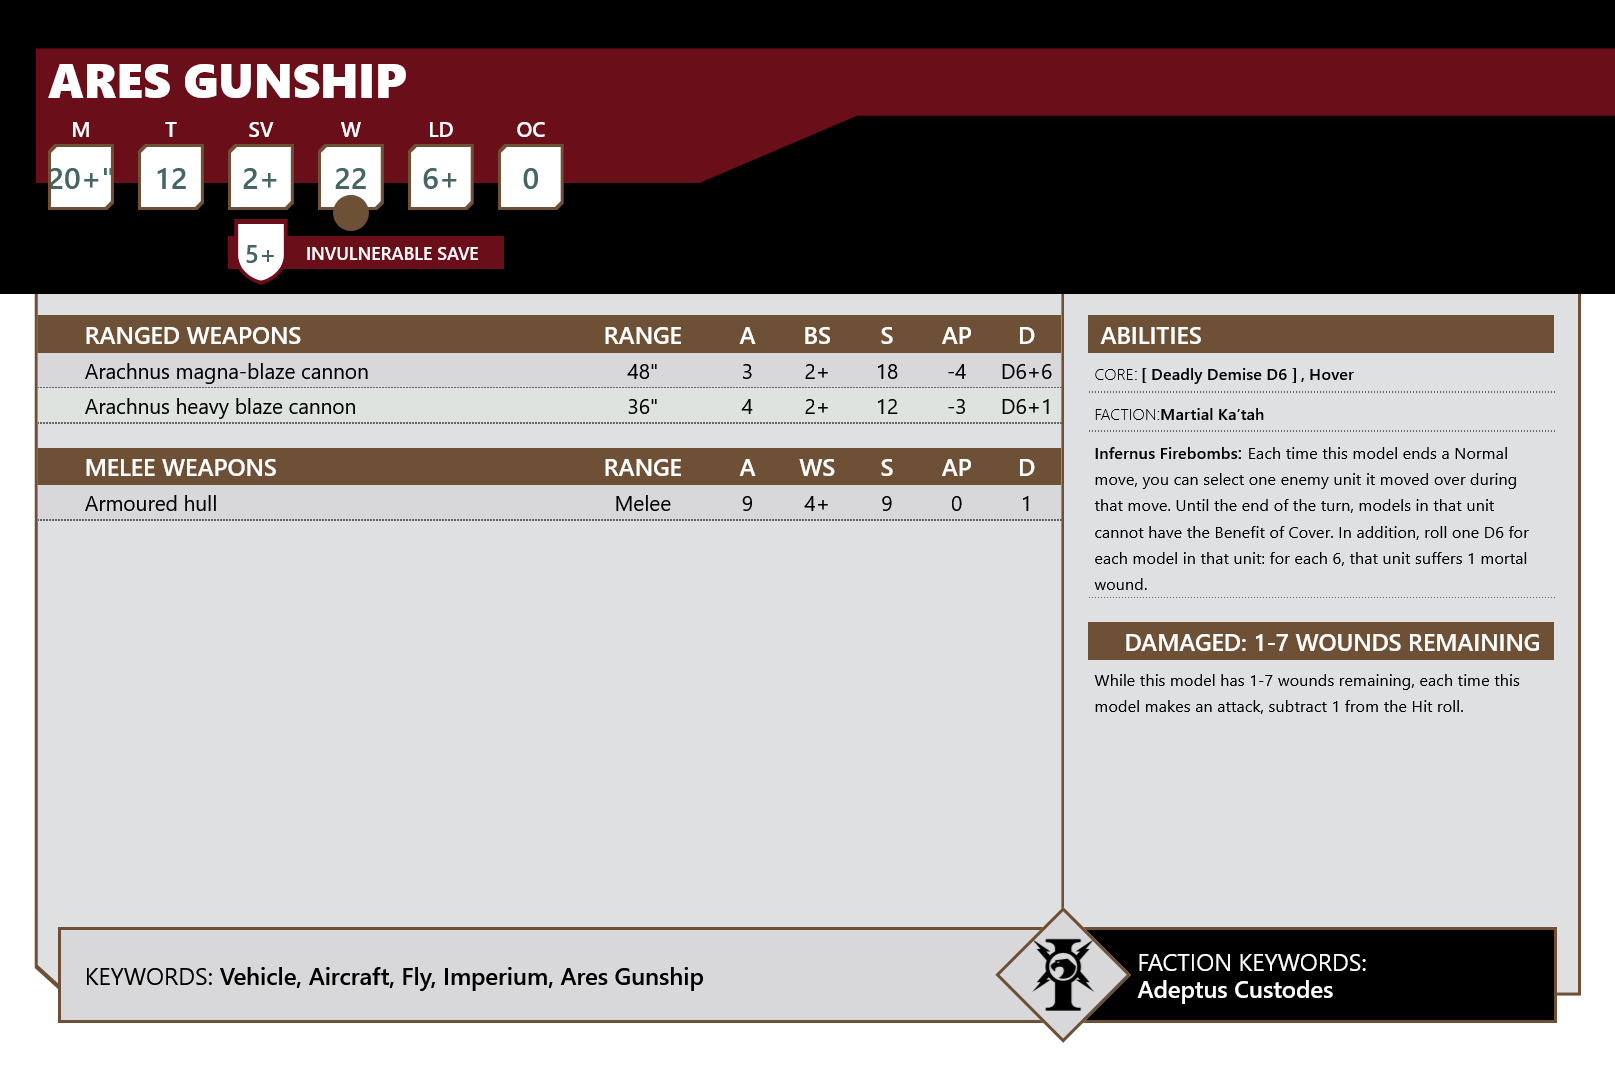 ARES GUNSHIP
M T SV W LD OC
20+" 12 2+ 22 6+ 0
5+ INVULNERABLE SAVE
RANGED WEAPONS RANGE A BS S AP D
Arachnus magna-blaze cannon 48" 3 2+ 18 -4 D6+6
Arachnus heavy blaze cannon 36" 4 2+ 12 -3 D6+1
MELEE WEAPONS RANGE A WS S AP D
Armoured hull Melee 9 4+ 9 0 1
ABILITIES
CORE: [ Deadly Demise D6 ] , Hover
FACTION:Martial Ka’tah
Infernus Firebombs: Each time this model ends a Normal
move, you can select one enemy unit it moved over during
that move. Until the end of the turn, models in that unit
cannot have the Benefit of Cover. In addition, roll one D6 for
each model in that unit: for each 6, that unit suffers 1 mortal
wound.
DAMAGED: 1-7 WOUNDS REMAINING
While this model has 1-7 wounds remaining, each time this
model makes an attack, subtract 1 from the Hit roll.
KEYWORDS: Vehicle, Aircraft, Fly, Imperium, Ares Gunship
FACTION KEYWORDS:
Adeptus Custodes